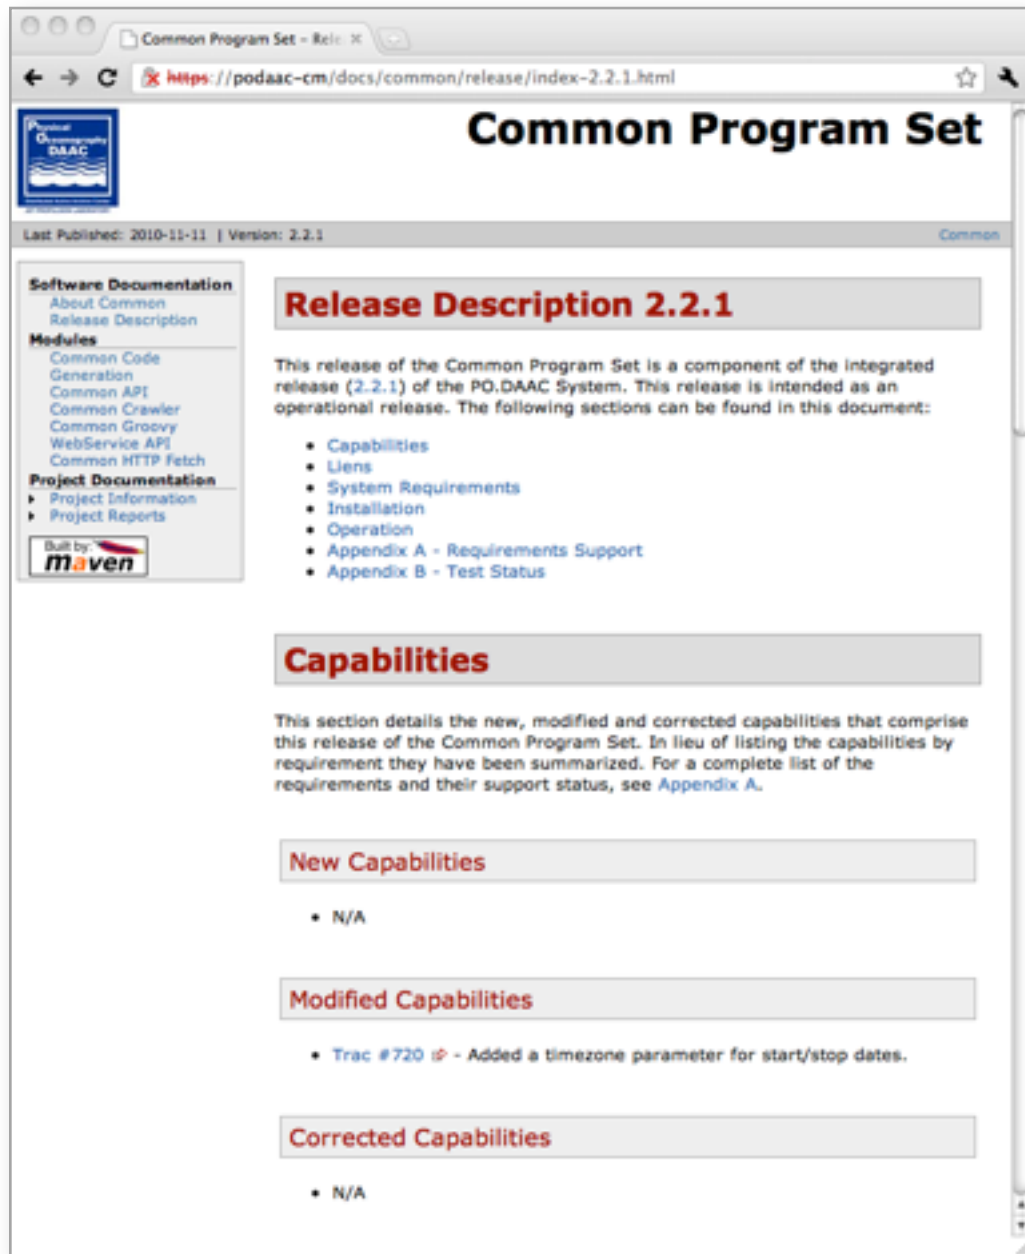 Common Program Set – Rele
https://podaac-cm/docs/common/release/index-2.2.1.html
Physical
Oceanography
DAAC
Common Program Set
Last Published: 2010-11-11 | Version: 2.2.1
Common
Software Documentation
About Common
Release Description
Modules
Common Code
Generation
Common API
Common Crawler
Common Groovy
WebService API
Common HTTP Fetch
Project Documentation
Project Information
Project Reports
Built by:
maven
Release Description 2.2.1
This release of the Common Program Set is a component of the integrated
release (2.2.1) of the PO.DAAC System. This release is intended as an
operational release. The following sections can be found in this document:
• Capabilities
• Liens
• System Requirements
• Installation
• Operation
• Appendix A - Requirements Support
• Appendix B - Test Status
Capabilities
This section details the new, modified and corrected capabilities that comprise
this release of the Common Program Set. In lieu of listing the capabilities by
requirement they have been summarized. For a complete list of the
requirements and their support status, see Appendix A.
New Capabilities
• N/A
Modified Capabilities
• Trac #720 - Added a timezone parameter for start/stop dates.
Corrected Capabilities
• N/A